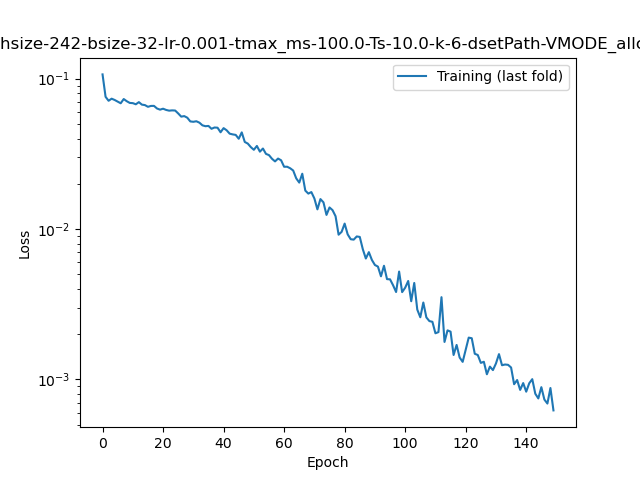 hsize-242-bsize-32-lr-0.001-tmax_ms-100.0-Ts-10.0-k-6-dsetPath-VMODE_allo
Training (last fold)
10⁻¹
10⁻²
10⁻³
Loss
0 20 40 60 80 100 120 140
Epoch